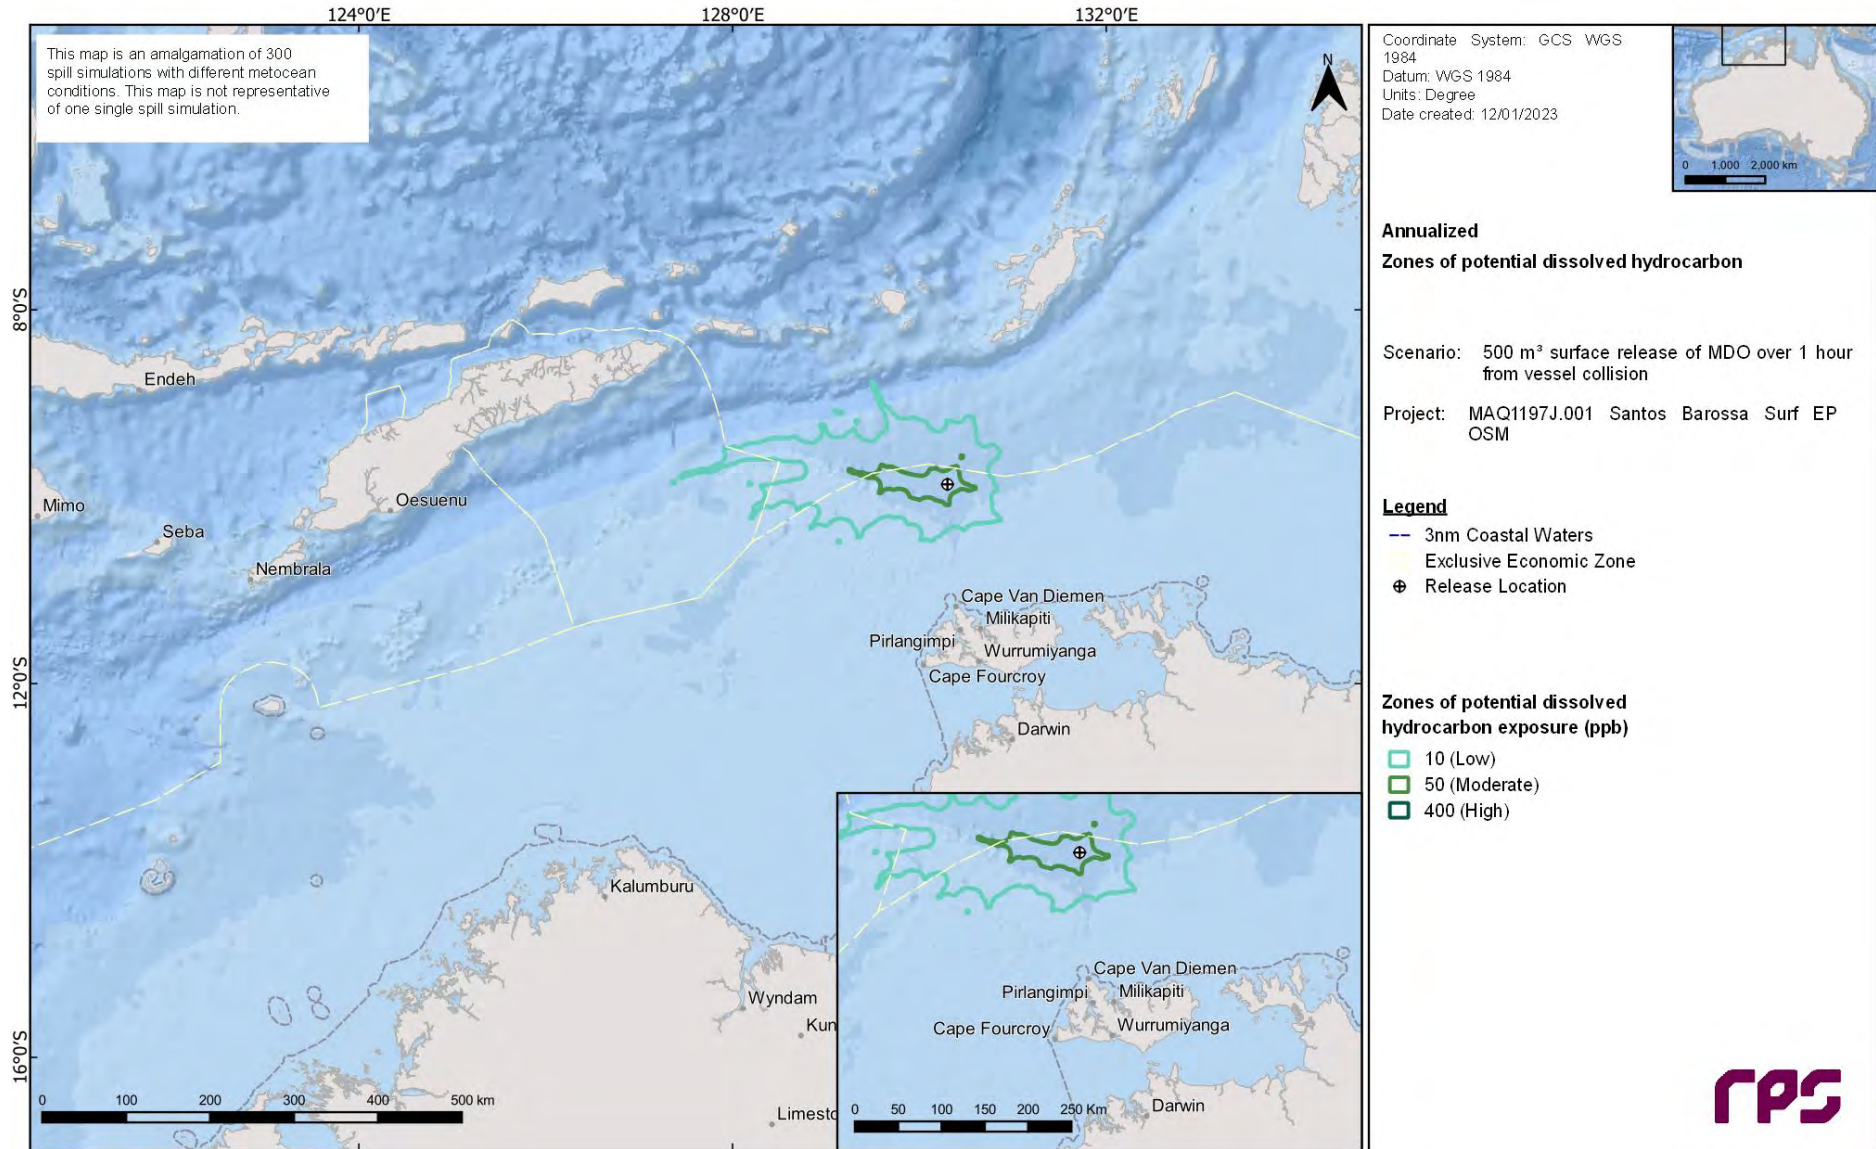 124°0'E
128°0'E
132°0'E
This map is an amalgamation of 300
spill simulations with different metocean
conditions. This map is not representative
of one single spill simulation.
N
8°0'S
12°0'S
16°0'S
Endeh
Mimo
Seba
Oesuenu
Nembrala
Cape Van Diemen
Milikapiti
Pirlangimpi
Wurrumiyanga
Cape Fourcroy
Darwin
Kalumburu
Wyndam
Kun
Limesto
0 100 200 300 400 500 km
Cape Van Diemen
Pirlangimpi
Milikapiti
Cape Fourcroy
Wurrumiyanga
Darwin
0 50 100 150 200 250 Km
Coordinate System: GCS WGS
1984
Datum: WGS 1984
Units: Degree
Date created: 12/01/2023
0 1,000 2,000 km
Annualized
Zones of potential dissolved hydrocarbon
Scenario: 500 m³ surface release of MDO over 1 hour
from vessel collision
Project: MAQ1197J.001 Santos Barossa Surf EP
OSM
Legend
3nm Coastal Waters
Exclusive Economic Zone
Release Location
Zones of potential dissolved
hydrocarbon exposure (ppb)
10 (Low)
50 (Moderate)
400 (High)
rps